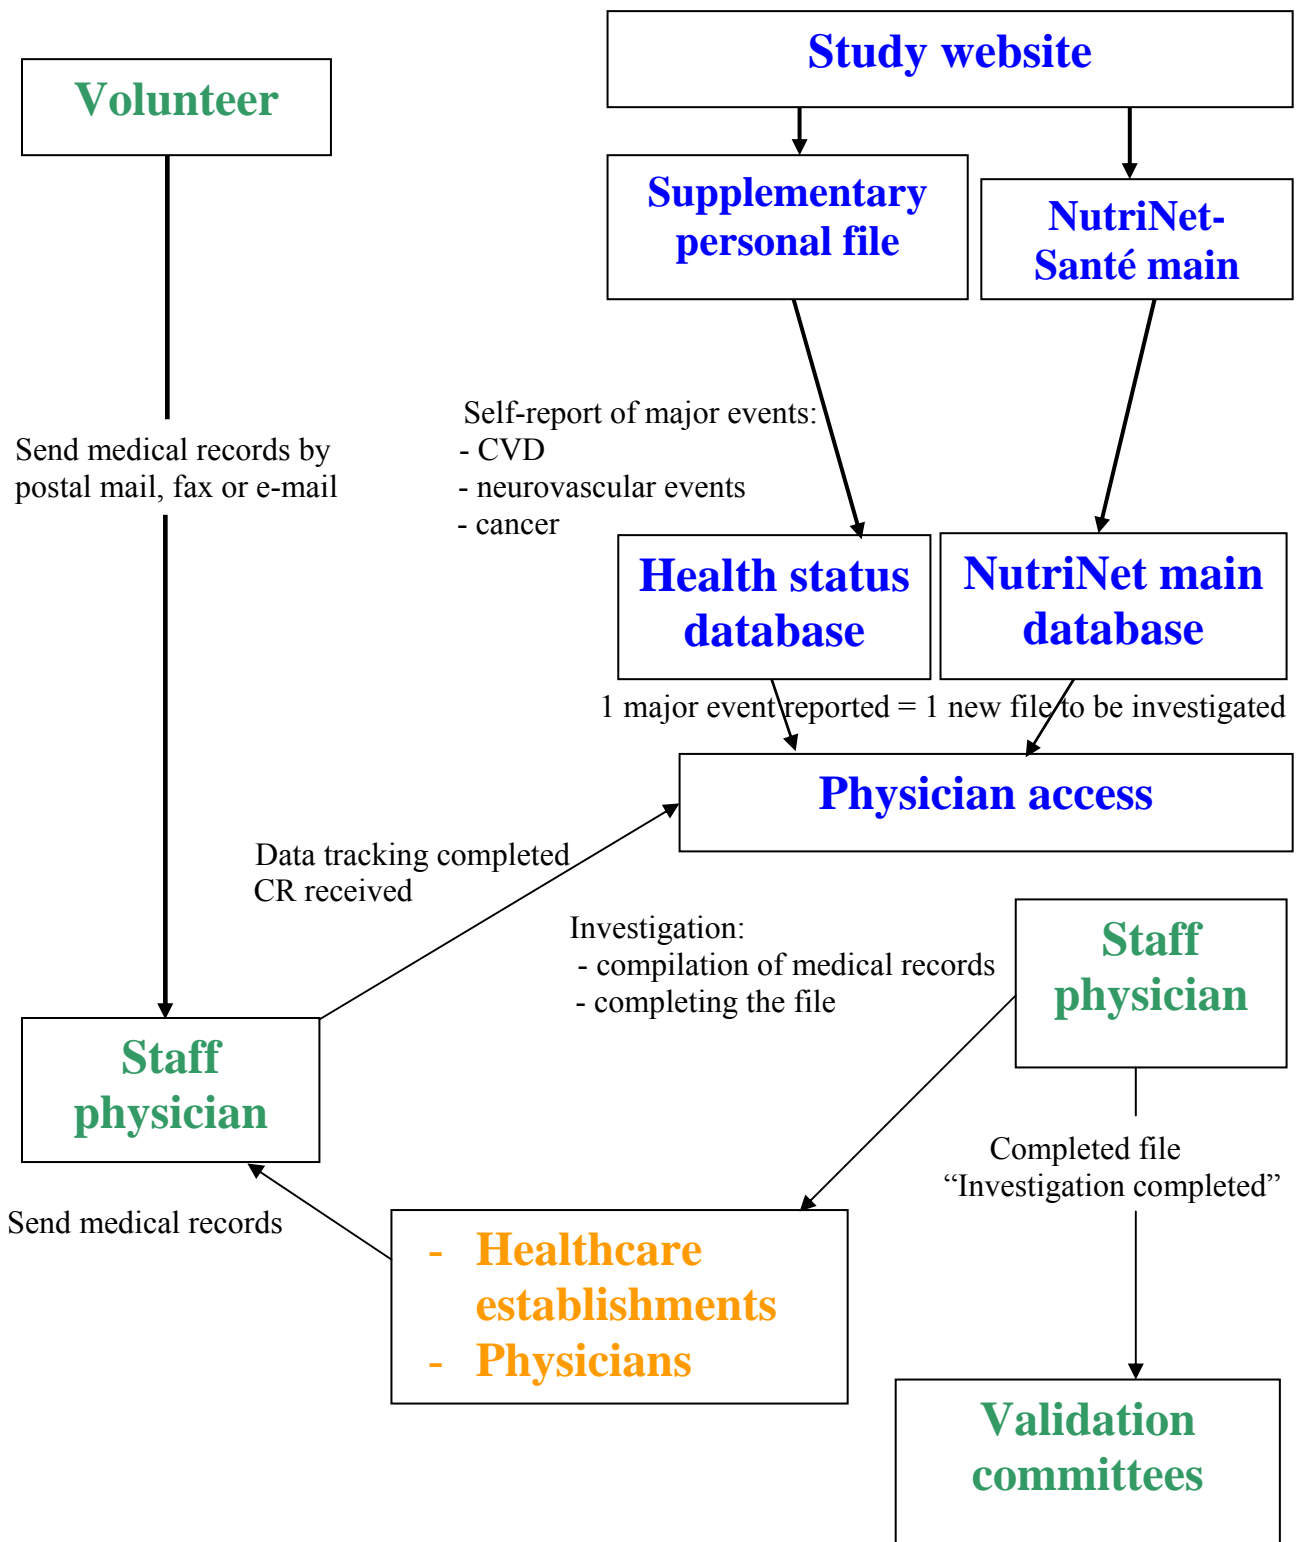 Study website
Volunteer
Supplementary
personal file
NutriNet-
Santé main
Self-report of major events:
- CVD
- neurovascular events
- cancer
Send medical records by
postal mail, fax or e-mail
Health status
database
NutriNet main
database
1 major event reported = 1 new file to be investigated
Physician access
Data tracking completed
CR received
Investigation:
- compilation of medical records
- completing the file
Staff
physician
Staff
physician
Completed file
“Investigation completed”
Send medical records
- Healthcare
establishments
- Physicians
Validation
committees